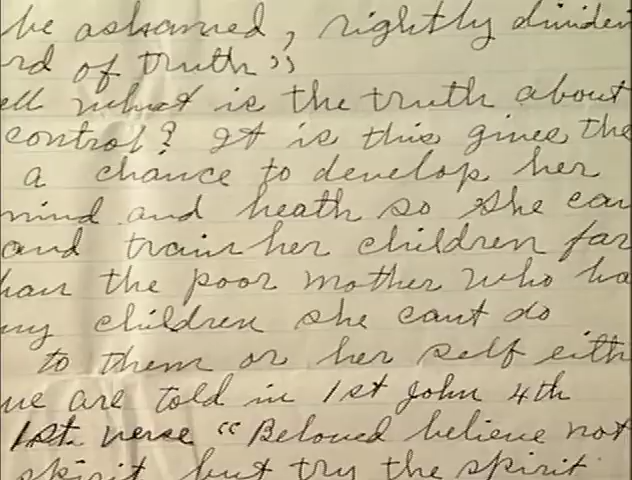 be ashamed, rightly dividen
rd of truth"
ell what is the truth about
control? It is this gives the
a chance to develop her
mind and heath so she can
and train her children far
han the poor mother who ha
ny children she cant do
to them or her self eith
we are told in 1st John 4th
1st verse "Beloved believe not
spirit but try the spirit